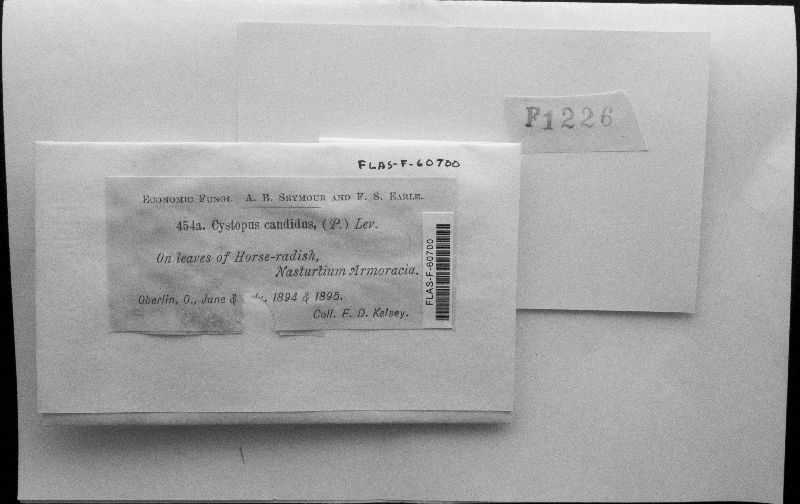 F1226
FLAS-F-60700
Economic Fungi. A. B. Seymour and F. S. Earle.
454a. Cystopus candidus, (P.) Lev.
On leaves of Horse-radish,
Nasturtium Armoracia.
Oberlin, O., June & 1894 & 1895.
Coll. F. D. Kelsey.
FLAS-F-60700